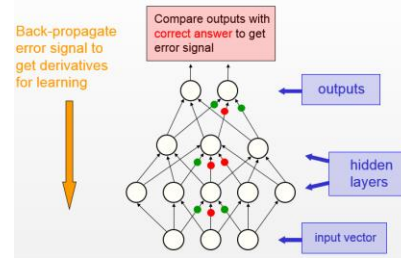 Back-propagate
error signal to
get derivatives
for learning
Compare outputs with
correct answer to get
error signal
outputs
hidden
layers
input vector